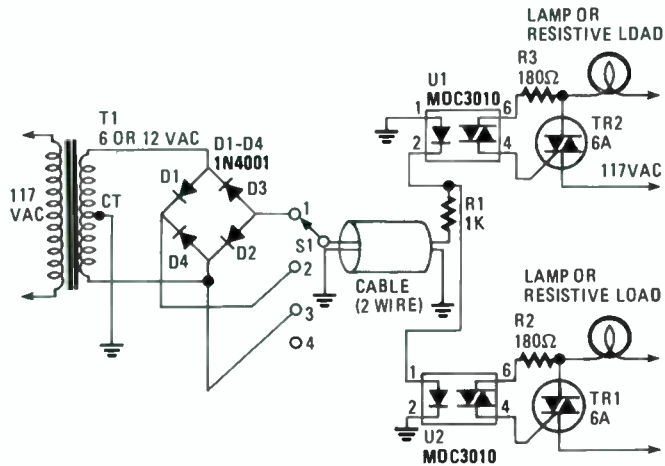 LAMP OR
RESISTIVE LOAD
R3
180Ω
U1
MOC3010
1
6
2
4
TR2
6A
117VAC
T1
6 OR 12 VAC
D1-D4
1N4001
D1
D3
117
VAC
CT
D4
D2
1
S1
2
3
4
CABLE
(2 WIRE)
R1
1K
LAMP OR
RESISTIVE LOAD
R2
180Ω
1
6
2
4
TR1
6A
U2
MOC3010